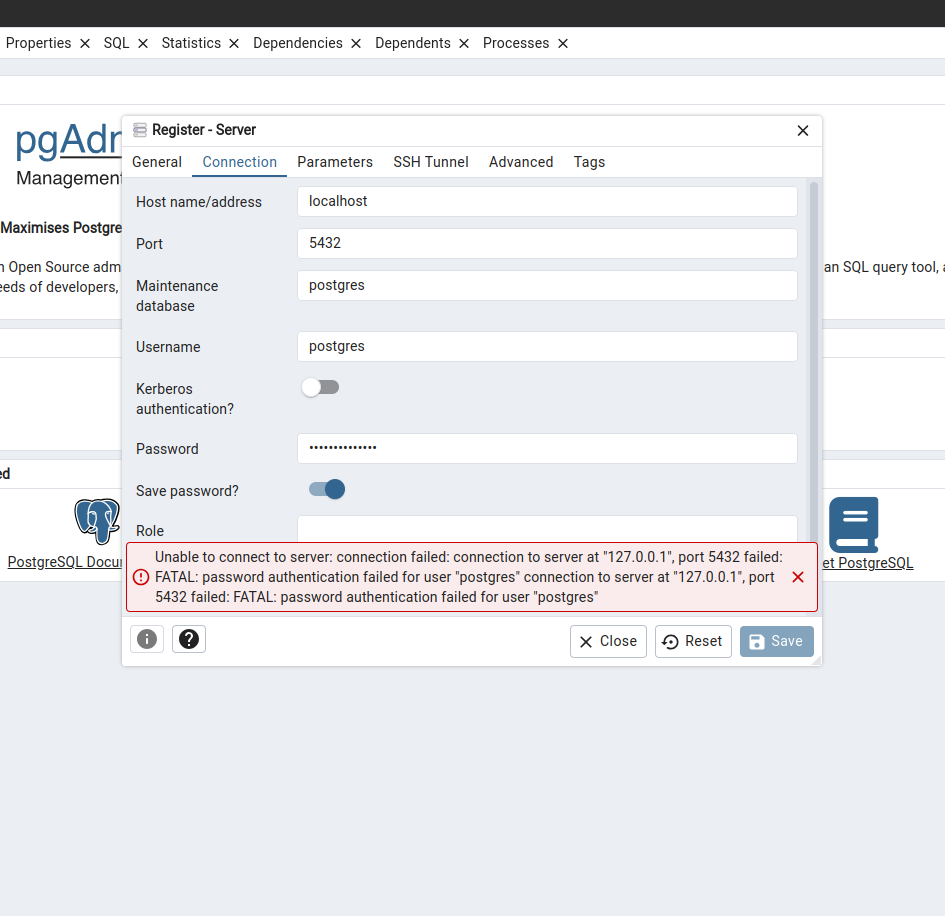 Properties
SQL
Statistics
Dependencies
Dependents
Processes
pgAdm
Management
Maximises Postgre
n Open Source adm
an SQL query tool, a
eeds of developers,
ed
PostgreSQL Docu
et PostgreSQL
Register - Server
General
Connection
Parameters
SSH Tunnel
Advanced
Tags
Host name/address
localhost
Port
5432
Maintenance
database
postgres
Username
postgres
Kerberos
authentication?
Password
••••••••••••••
Save password?
Role
Unable to connect to server: connection failed: connection to server at "127.0.0.1", port 5432 failed:
FATAL: password authentication failed for user "postgres" connection to server at "127.0.0.1", port
5432 failed: FATAL: password authentication failed for user "postgres"
Close
Reset
Save